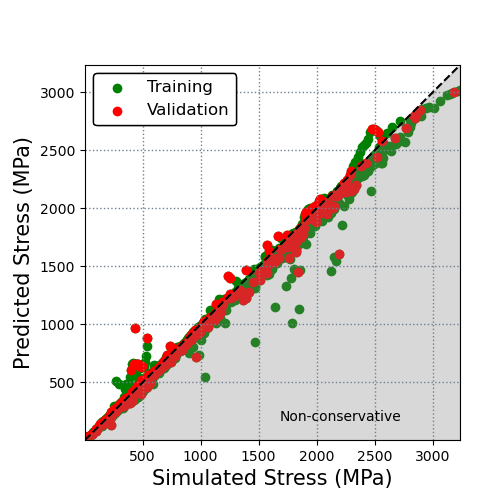 Training
Validation
3000
2500
2000
1500
1000
500
Predicted Stress (MPa)
Non-conservative
500
1000
1500
2000
2500
3000
Simulated Stress (MPa)